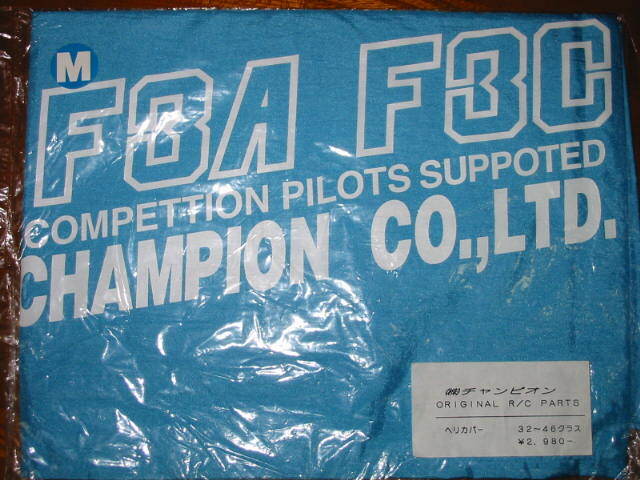 M
F3A F3C
COMPETTION PILOTS SUPPOTED
CHAMPION CO.,LTD.
㈱チャンピオン
ORIGINAL R/C PARTS
ヘリカバー 32〜46クラス
¥2,980-